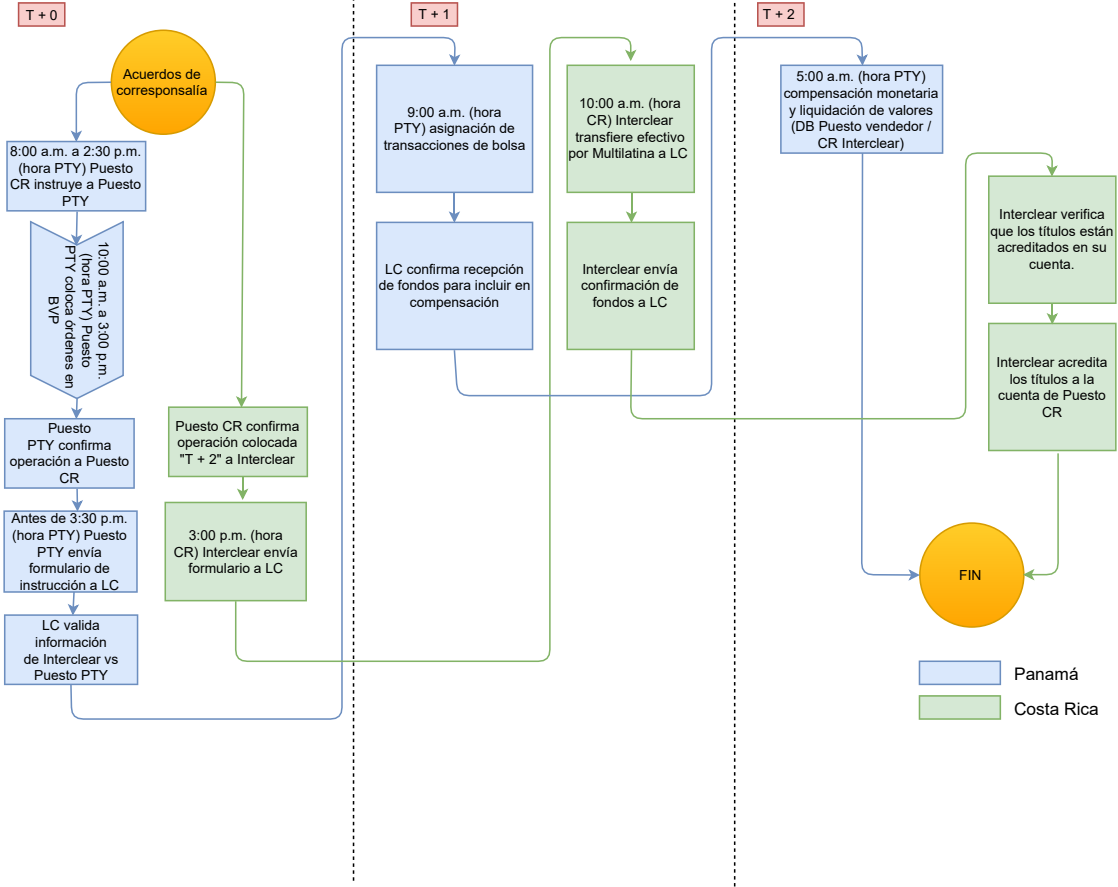 T + 0
Acuerdos de
corresponsalía
8:00 a.m. a 2:30 p.m.
(hora PTY) Puesto
CR instruye a Puesto
PTY
10:00 a.m. a 3:00 p.m.
(hora PTY) Puesto
PTY coloca órdenes en
BVP
Puesto
PTY confirma
operación a Puesto
CR
Antes de 3:30 p.m.
(hora PTY) Puesto
PTY envía
formulario de
instrucción a LC
LC valida
información
de Interclear vs
Puesto PTY
Puesto CR confirma
operación colocada
"T + 2" a Interclear
3:00 p.m. (hora
CR) Interclear envía
formulario a LC
T + 1
9:00 a.m. (hora
PTY) asignación de
transacciones de bolsa
LC confirma recepción
de fondos para incluir en
compensación
10:00 a.m. (hora
CR) Interclear
transfiere efectivo
por Multilatina a LC
Interclear envía
confirmación de
fondos a LC
T + 2
5:00 a.m. (hora PTY)
compensación monetaria
y liquidación de valores
(DB Puesto vendedor /
CR Interclear)
Interclear verifica
que los títulos están
acreditados en su
cuenta.
Interclear acredita
los títulos a la
cuenta de Puesto
CR
FIN
Panamá
Costa Rica